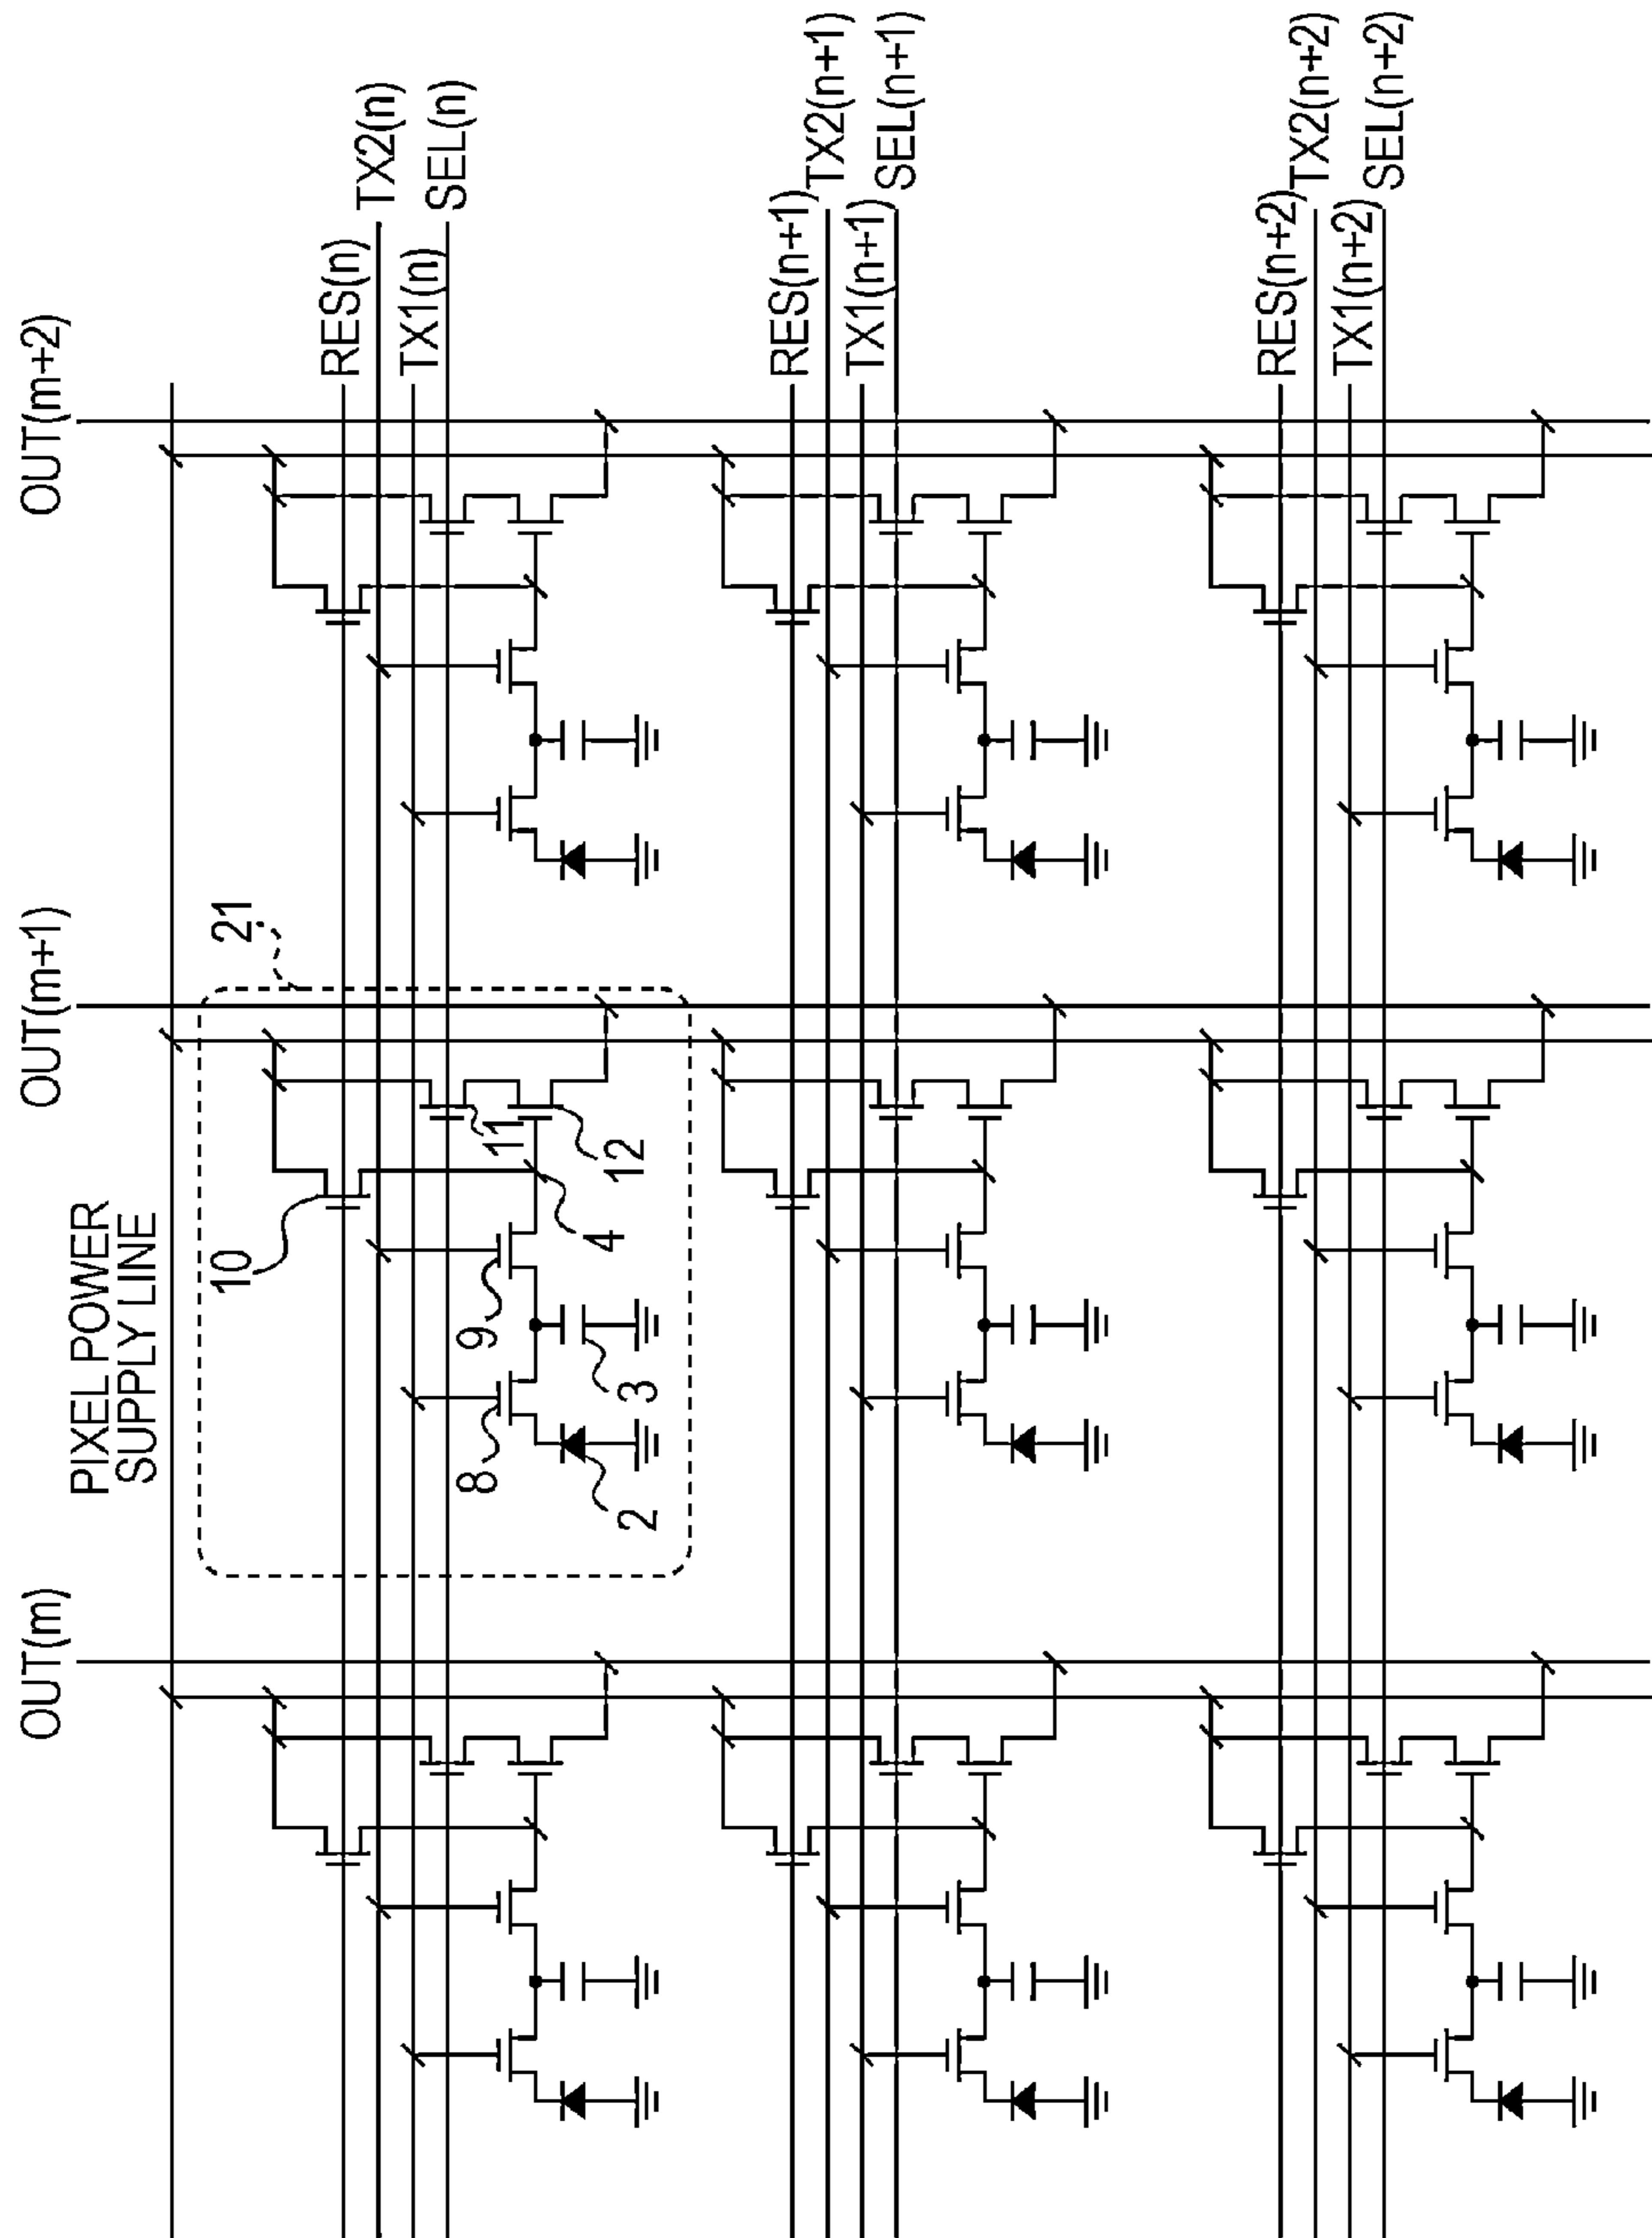 OUT(m)
PIXEL POWER
SUPPLY LINE
OUT(m+1)
OUT(m+2)
21
10
RES(n)
TX2(n)
TX1(n)
SEL(n)
8
9
11
2
3
4
12
RES(n+1)
TX2(n+1)
TX1(n+1)
SEL(n+1)
RES(n+2)
TX2(n+2)
TX1(n+2)
SEL(n+2)